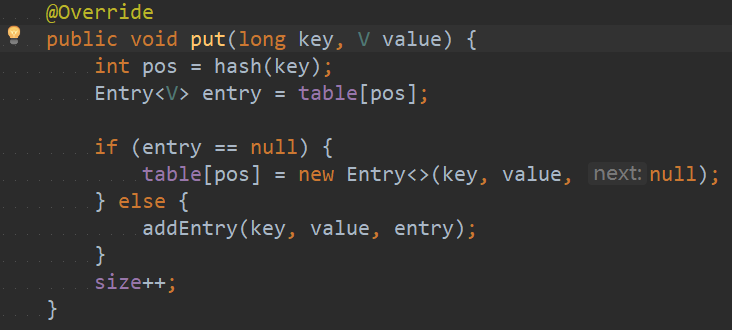 @Override
public void put(long key, V value) {
int pos = hash(key);
Entry<V> entry = table[pos];
if (entry == null) {
table[pos] = new Entry<>(key, value, next: null);
} else {
addEntry(key, value, entry);
}
size++;
}